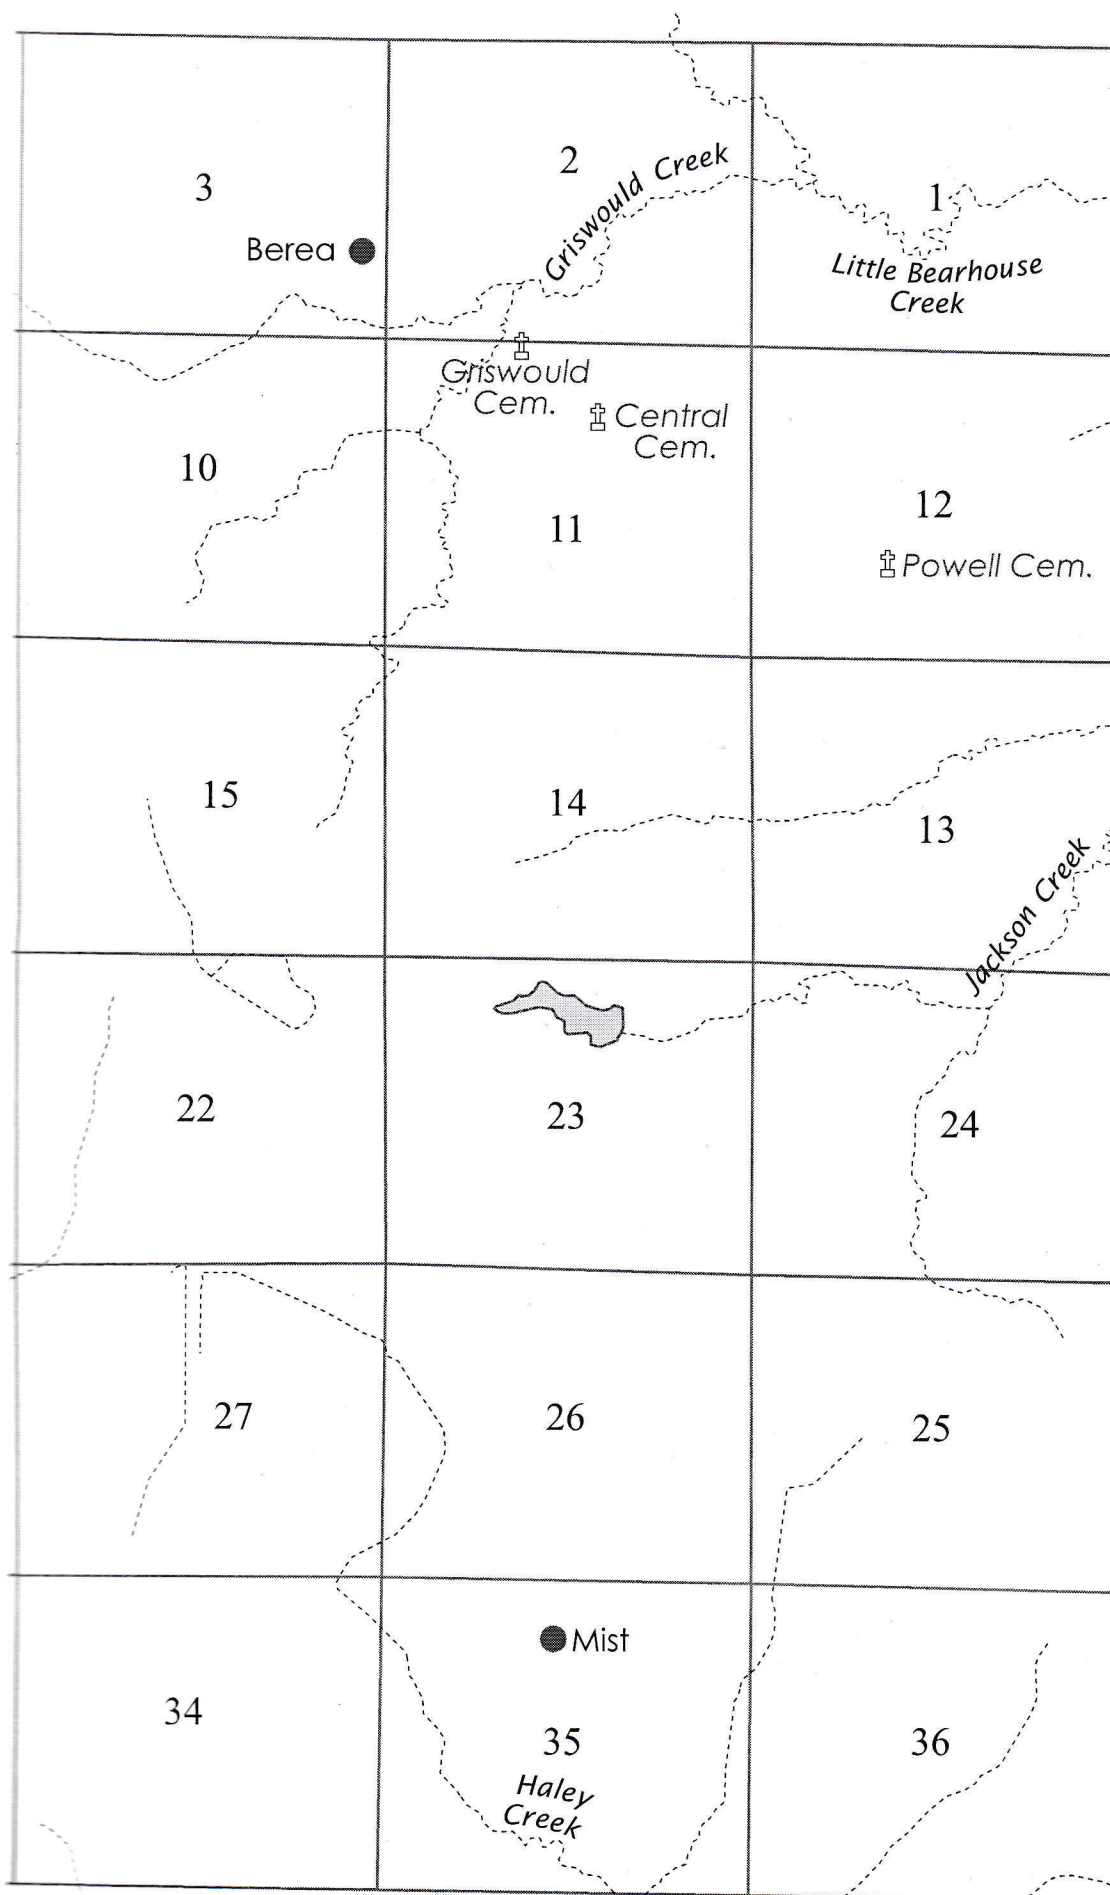 3
2
1
Griswould Creek
Berea
Little Bearhouse
Creek
Griswould
Cem.
Central
Cem.
10
11
12
Powell Cem.
15
14
13
Jackson Creek
22
23
24
27
26
25
Mist
34
35
36
Haley
Creek